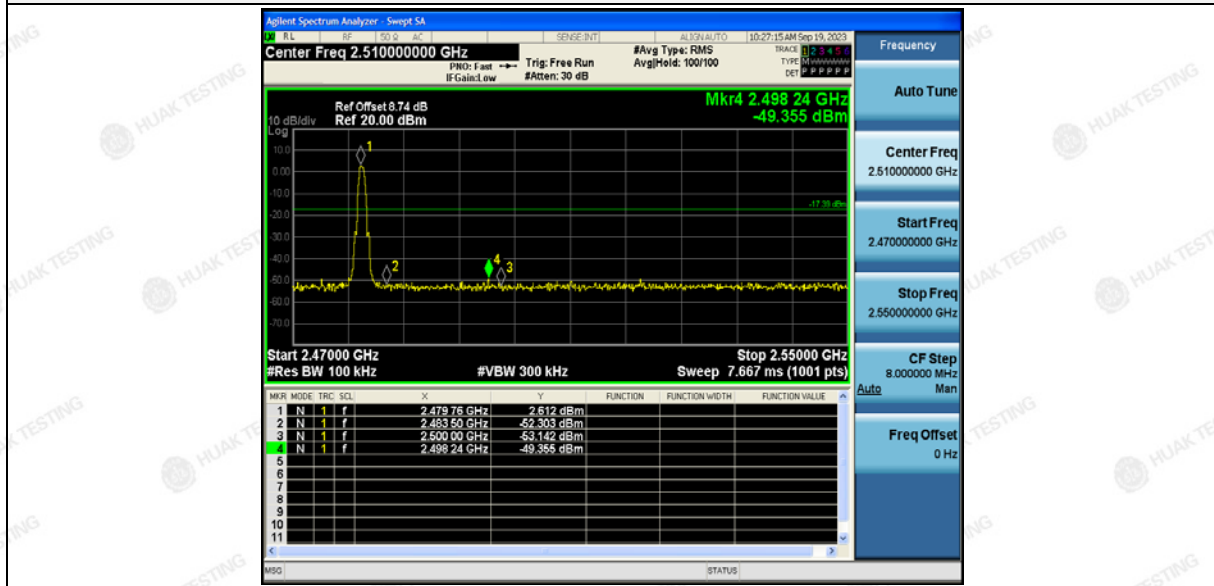 Agilent Spectrum Analyzer - Swept SA
RL RF 50 Ω AC SENSE:INT ALIGN AUTO 10:27:15 AM Sep 19, 2023
Center Freq 2.510000000 GHz #Avg Type: RMS TRACE 1 2 3 4 5 6
PNO: Fast Trig: Free Run Avg|Hold: 100/100 TYPE M
IFGain:Low #Atten: 30 dB DET P P P P P P
Mkr4 2.498 24 GHz
-49.355 dBm
Ref Offset 8.74 dB
10 dB/div Ref 20.00 dBm
Log
10.0
0.00
-10.0
-20.0
-30.0
-40.0
-50.0
-60.0
-70.0
1
2
4
3
-17.39 dBm
Start 2.47000 GHz Stop 2.55000 GHz
#Res BW 100 kHz #VBW 300 kHz Sweep 7.667 ms (1001 pts)
MKR MODE TRC SCL X Y FUNCTION FUNCTION WIDTH FUNCTION VALUE
1 N 1 f 2.479 76 GHz 2.612 dBm
2 N 1 f 2.483 50 GHz -52.303 dBm
3 N 1 f 2.500 00 GHz -53.142 dBm
4 N 1 f 2.498 24 GHz -49.355 dBm
5
6
7
8
9
10
11
MSG STATUS
Frequency
Auto Tune
Center Freq
2.510000000 GHz
Start Freq
2.470000000 GHz
Stop Freq
2.550000000 GHz
CF Step
8.000000 MHz
Auto Man
Freq Offset
0 Hz
HUAK TESTING
HUAK TESTING
HUAK TESTING
HUAK TESTING